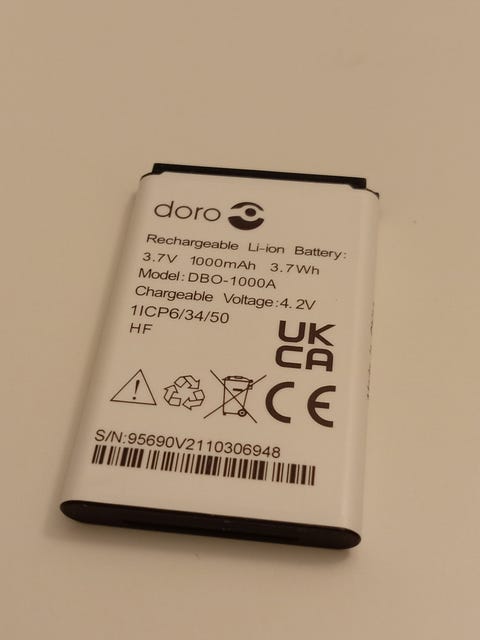 doro
Rechargeable Li-ion Battery:
3.7V 1000mAh 3.7Wh
Model: DBO-1000A
Chargeable Voltage:4.2V
1ICP6/34/50
HF
UK
CA
CE
S/N:95690V2110306948